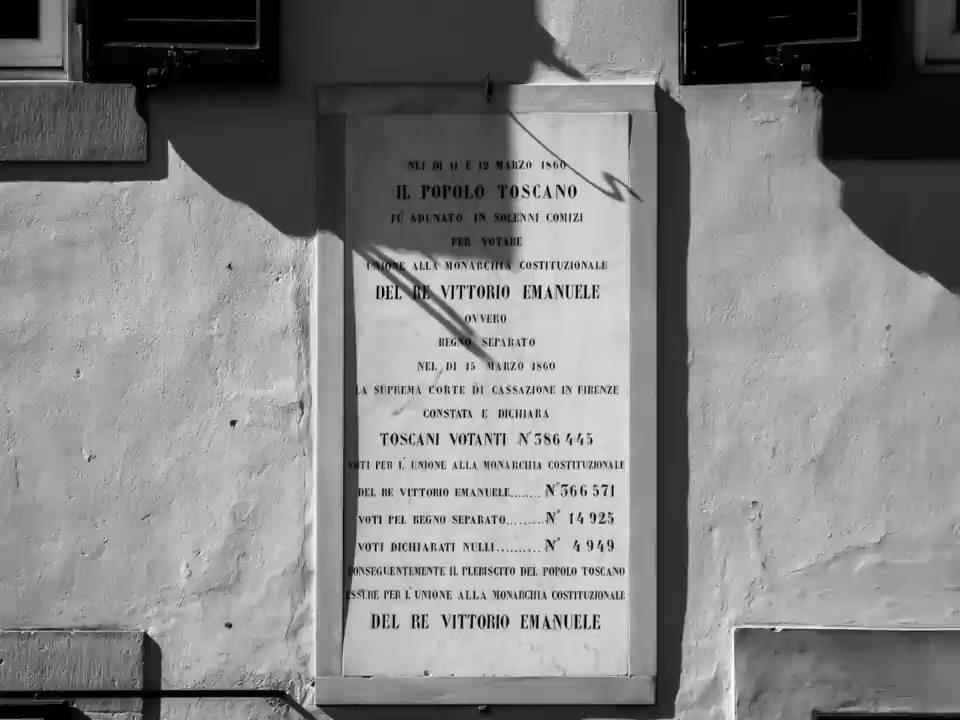 NEI DI 11 E 12 MARZO 1860
IL POPOLO TOSCANO
FU ADUNATO IN SOLENNI COMIZI
PER VOTARE
UNIONE ALLA MONARCHIA COSTITUZIONALE
DEL RE VITTORIO EMANUELE
OVVERO
REGNO SEPARATO
NEL DI 15 MARZO 1860
LA SUPREMA CORTE DI CASSAZIONE IN FIRENZE
CONSTATA E DICHIARA
TOSCANI VOTANTI N° 386 445
VOTI PER L'UNIONE ALLA MONARCHIA COSTITUZIONALE
DEL RE VITTORIO EMANUELE........ N° 366 571
VOTI PEL REGNO SEPARATO......... N° 14 925
VOTI DICHIARATI NULLI.......... N° 4 949
CONSEGUENTEMENTE IL PLEBISCITO DEL POPOLO TOSCANO
ESSERE PER L'UNIONE ALLA MONARCHIA COSTITUZIONALE
DEL RE VITTORIO EMANUELE